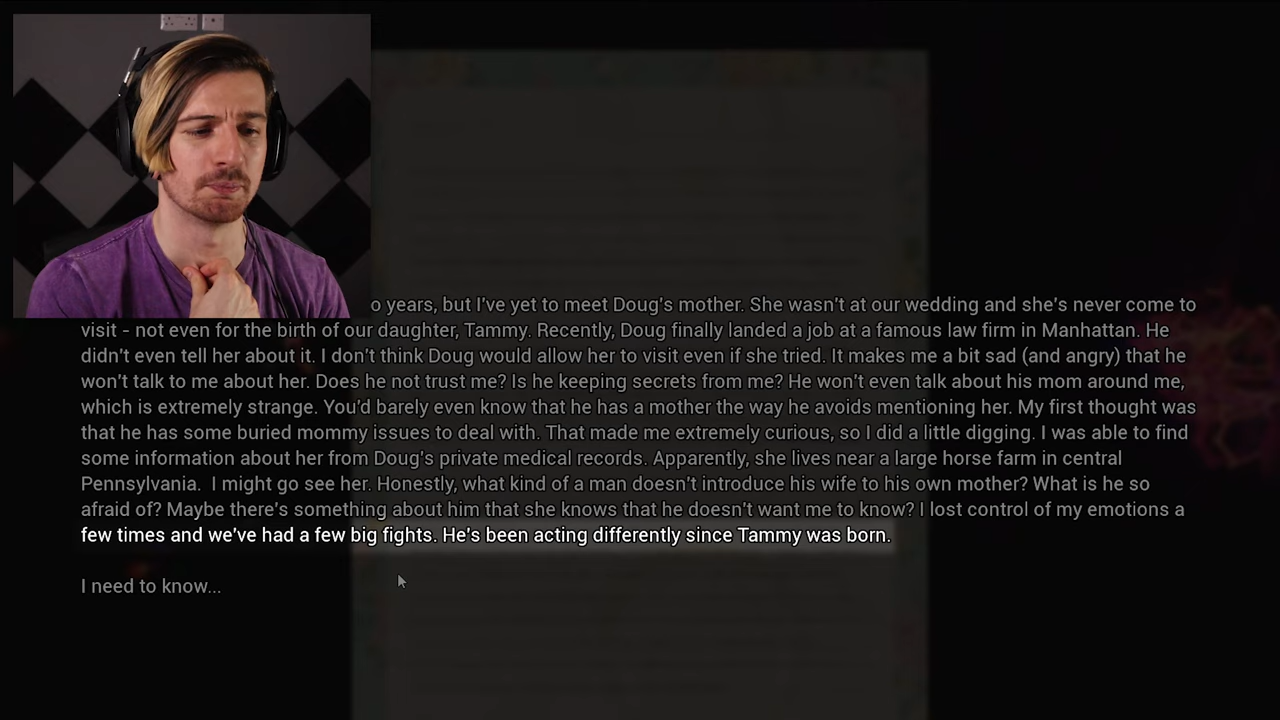 o years, but I've yet to meet Doug's mother. She wasn't at our wedding and she's never come to
visit - not even for the birth of our daughter, Tammy. Recently, Doug finally landed a job at a famous law firm in Manhattan. He
didn't even tell her about it. I don't think Doug would allow her to visit even if she tried. It makes me a bit sad (and angry) that he
won't talk to me about her. Does he not trust me? Is he keeping secrets from me? He won't even talk about his mom around me,
which is extremely strange. You'd barely even know that he has a mother the way he avoids mentioning her. My first thought was
that he has some buried mommy issues to deal with. That made me extremely curious, so I did a little digging. I was able to find
some information about her from Doug's private medical records. Apparently, she lives near a large horse farm in central
Pennsylvania. I might go see her. Honestly, what kind of a man doesn't introduce his wife to his own mother? What is he so
afraid of? Maybe there's something about him that she knows that he doesn't want me to know? I lost control of my emotions a
few times and we've had a few big fights. He's been acting differently since Tammy was born.
I need to know...